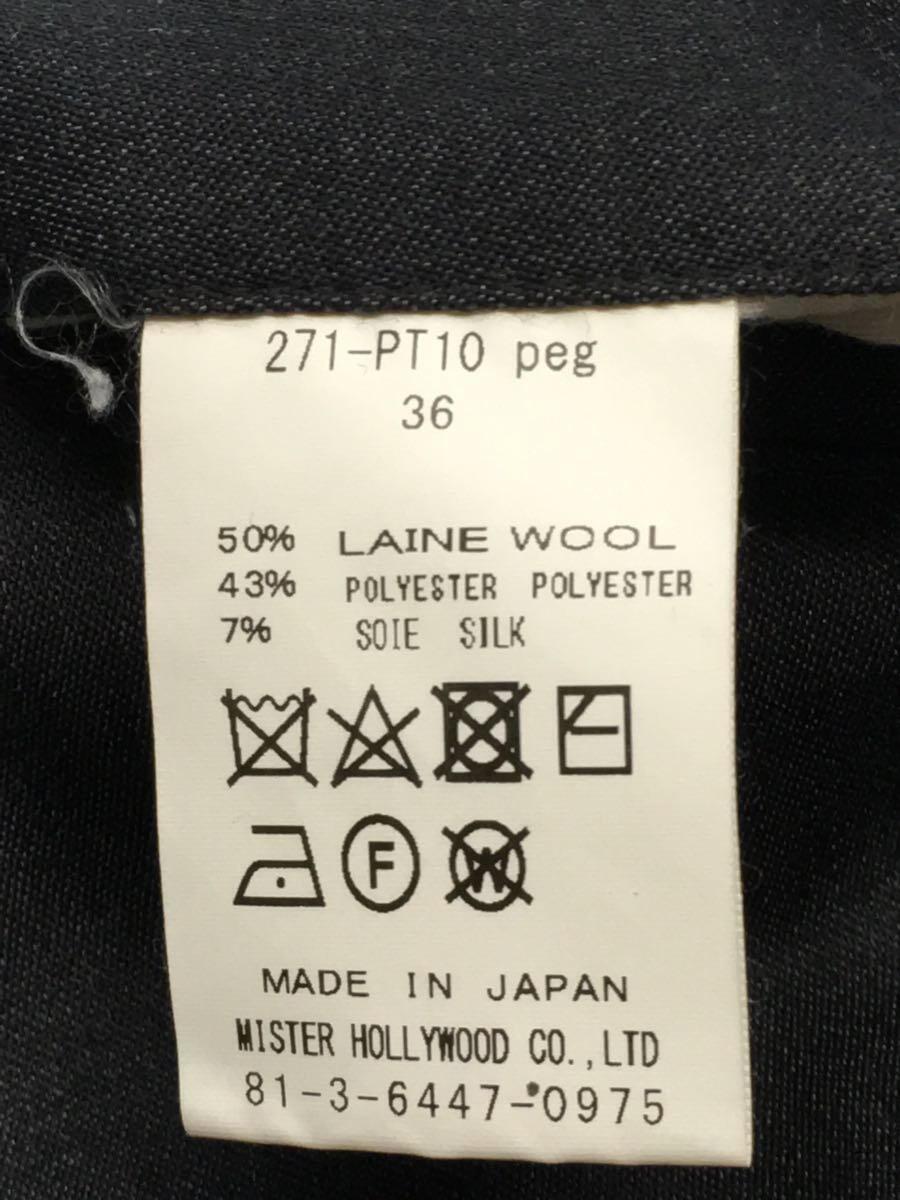 271-PT10 peg
36
50% LAINE WOOL
43% POLYESTER POLYESTER
7% SOIE SILK
F W
MADE IN JAPAN
MISTER HOLLYWOOD CO.,LTD
81-3-6447-0975